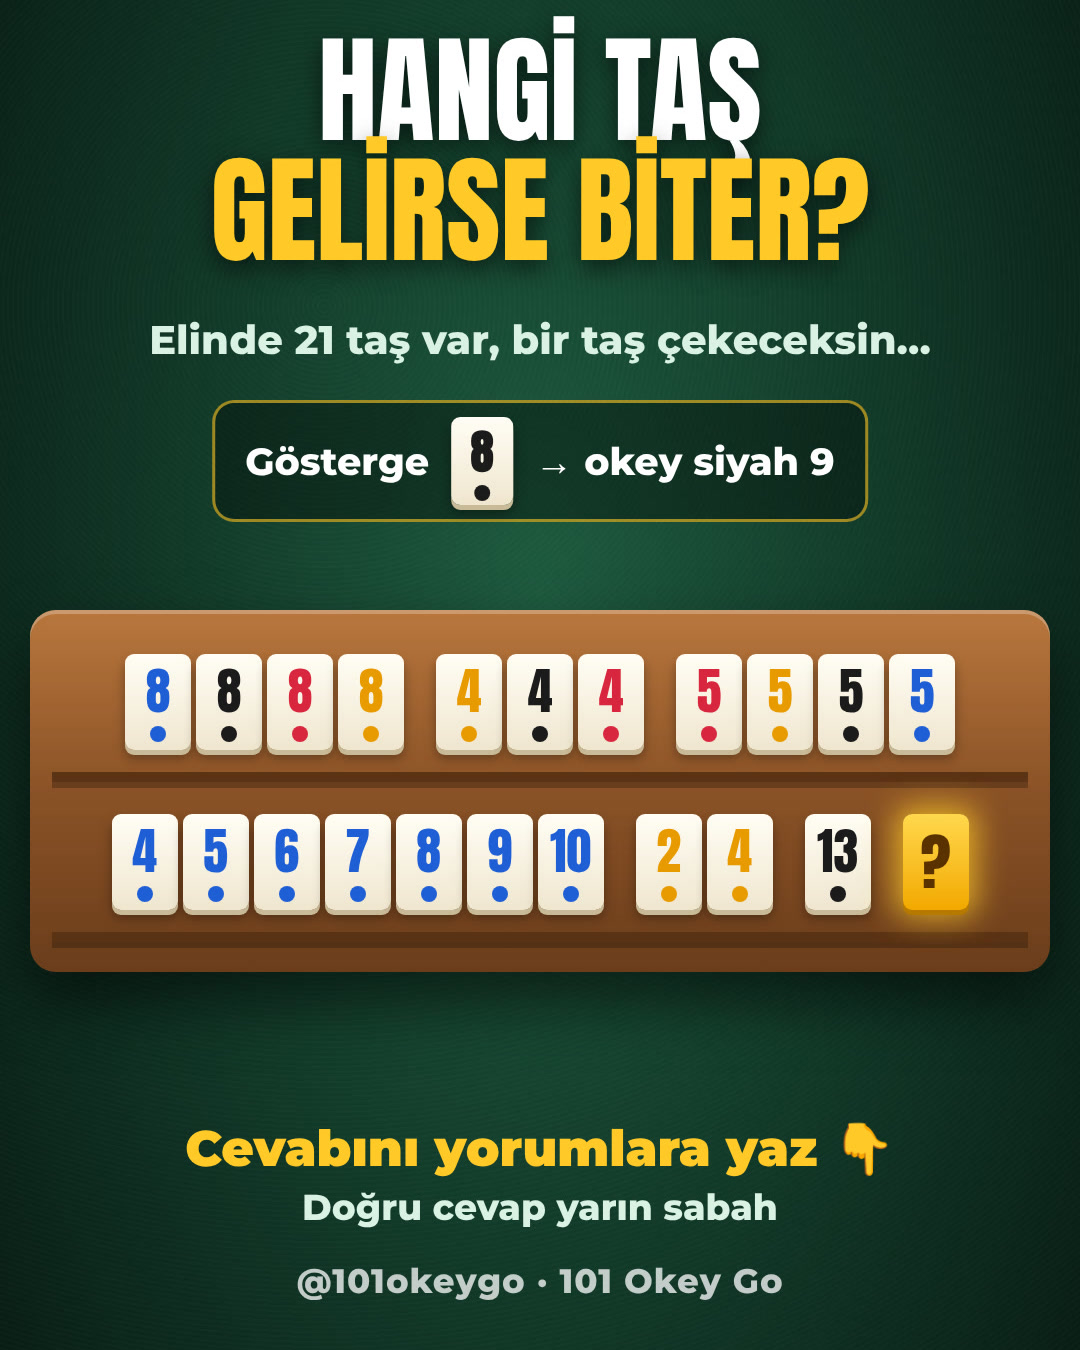 HANGİ TAŞ
GELİRSE BİTER?
Elinde 21 taş var, bir taş çekeceksin...
Gösterge 8 → okey siyah 9
8 8 8 8 4 4 4 5 5 5 5
4 5 6 7 8 9 10 2 4 13 ?
Cevabını yorumlara yaz 👇
Doğru cevap yarın sabah
@101okeygo · 101 Okey Go